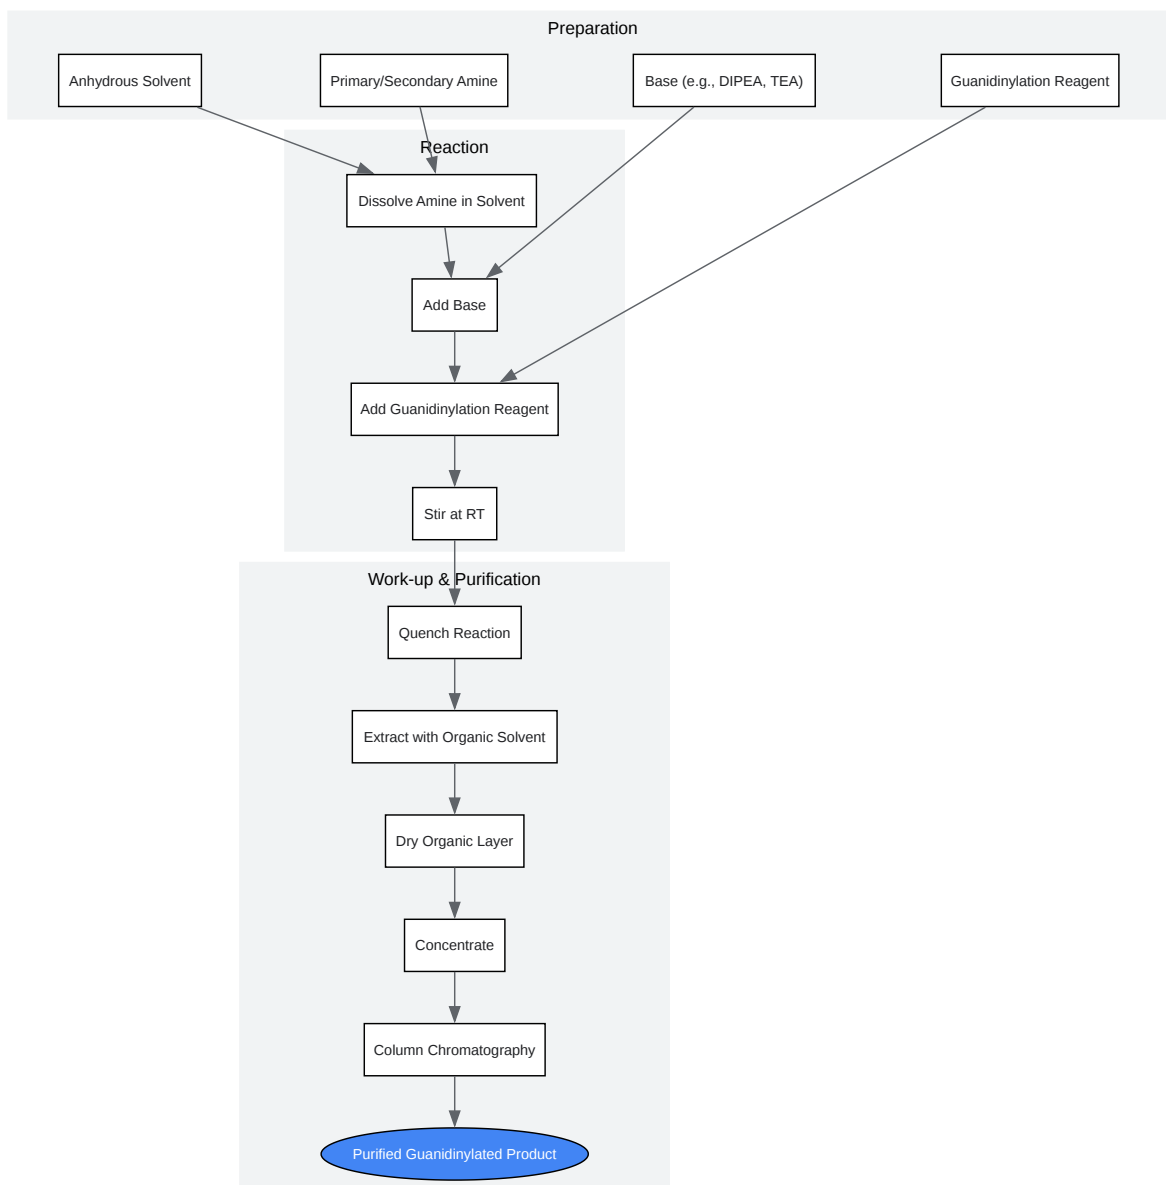 Preparation
Anhydrous Solvent
Primary/Secondary Amine
Base (e.g., DIPEA, TEA)
Guanidinylation Reagent
Reaction
Dissolve Amine in Solvent
Add Base
Add Guanidinylation Reagent
Stir at RT
Work-up & Purification
Quench Reaction
Extract with Organic Solvent
Dry Organic Layer
Concentrate
Column Chromatography
Purified Guanidinylated Product